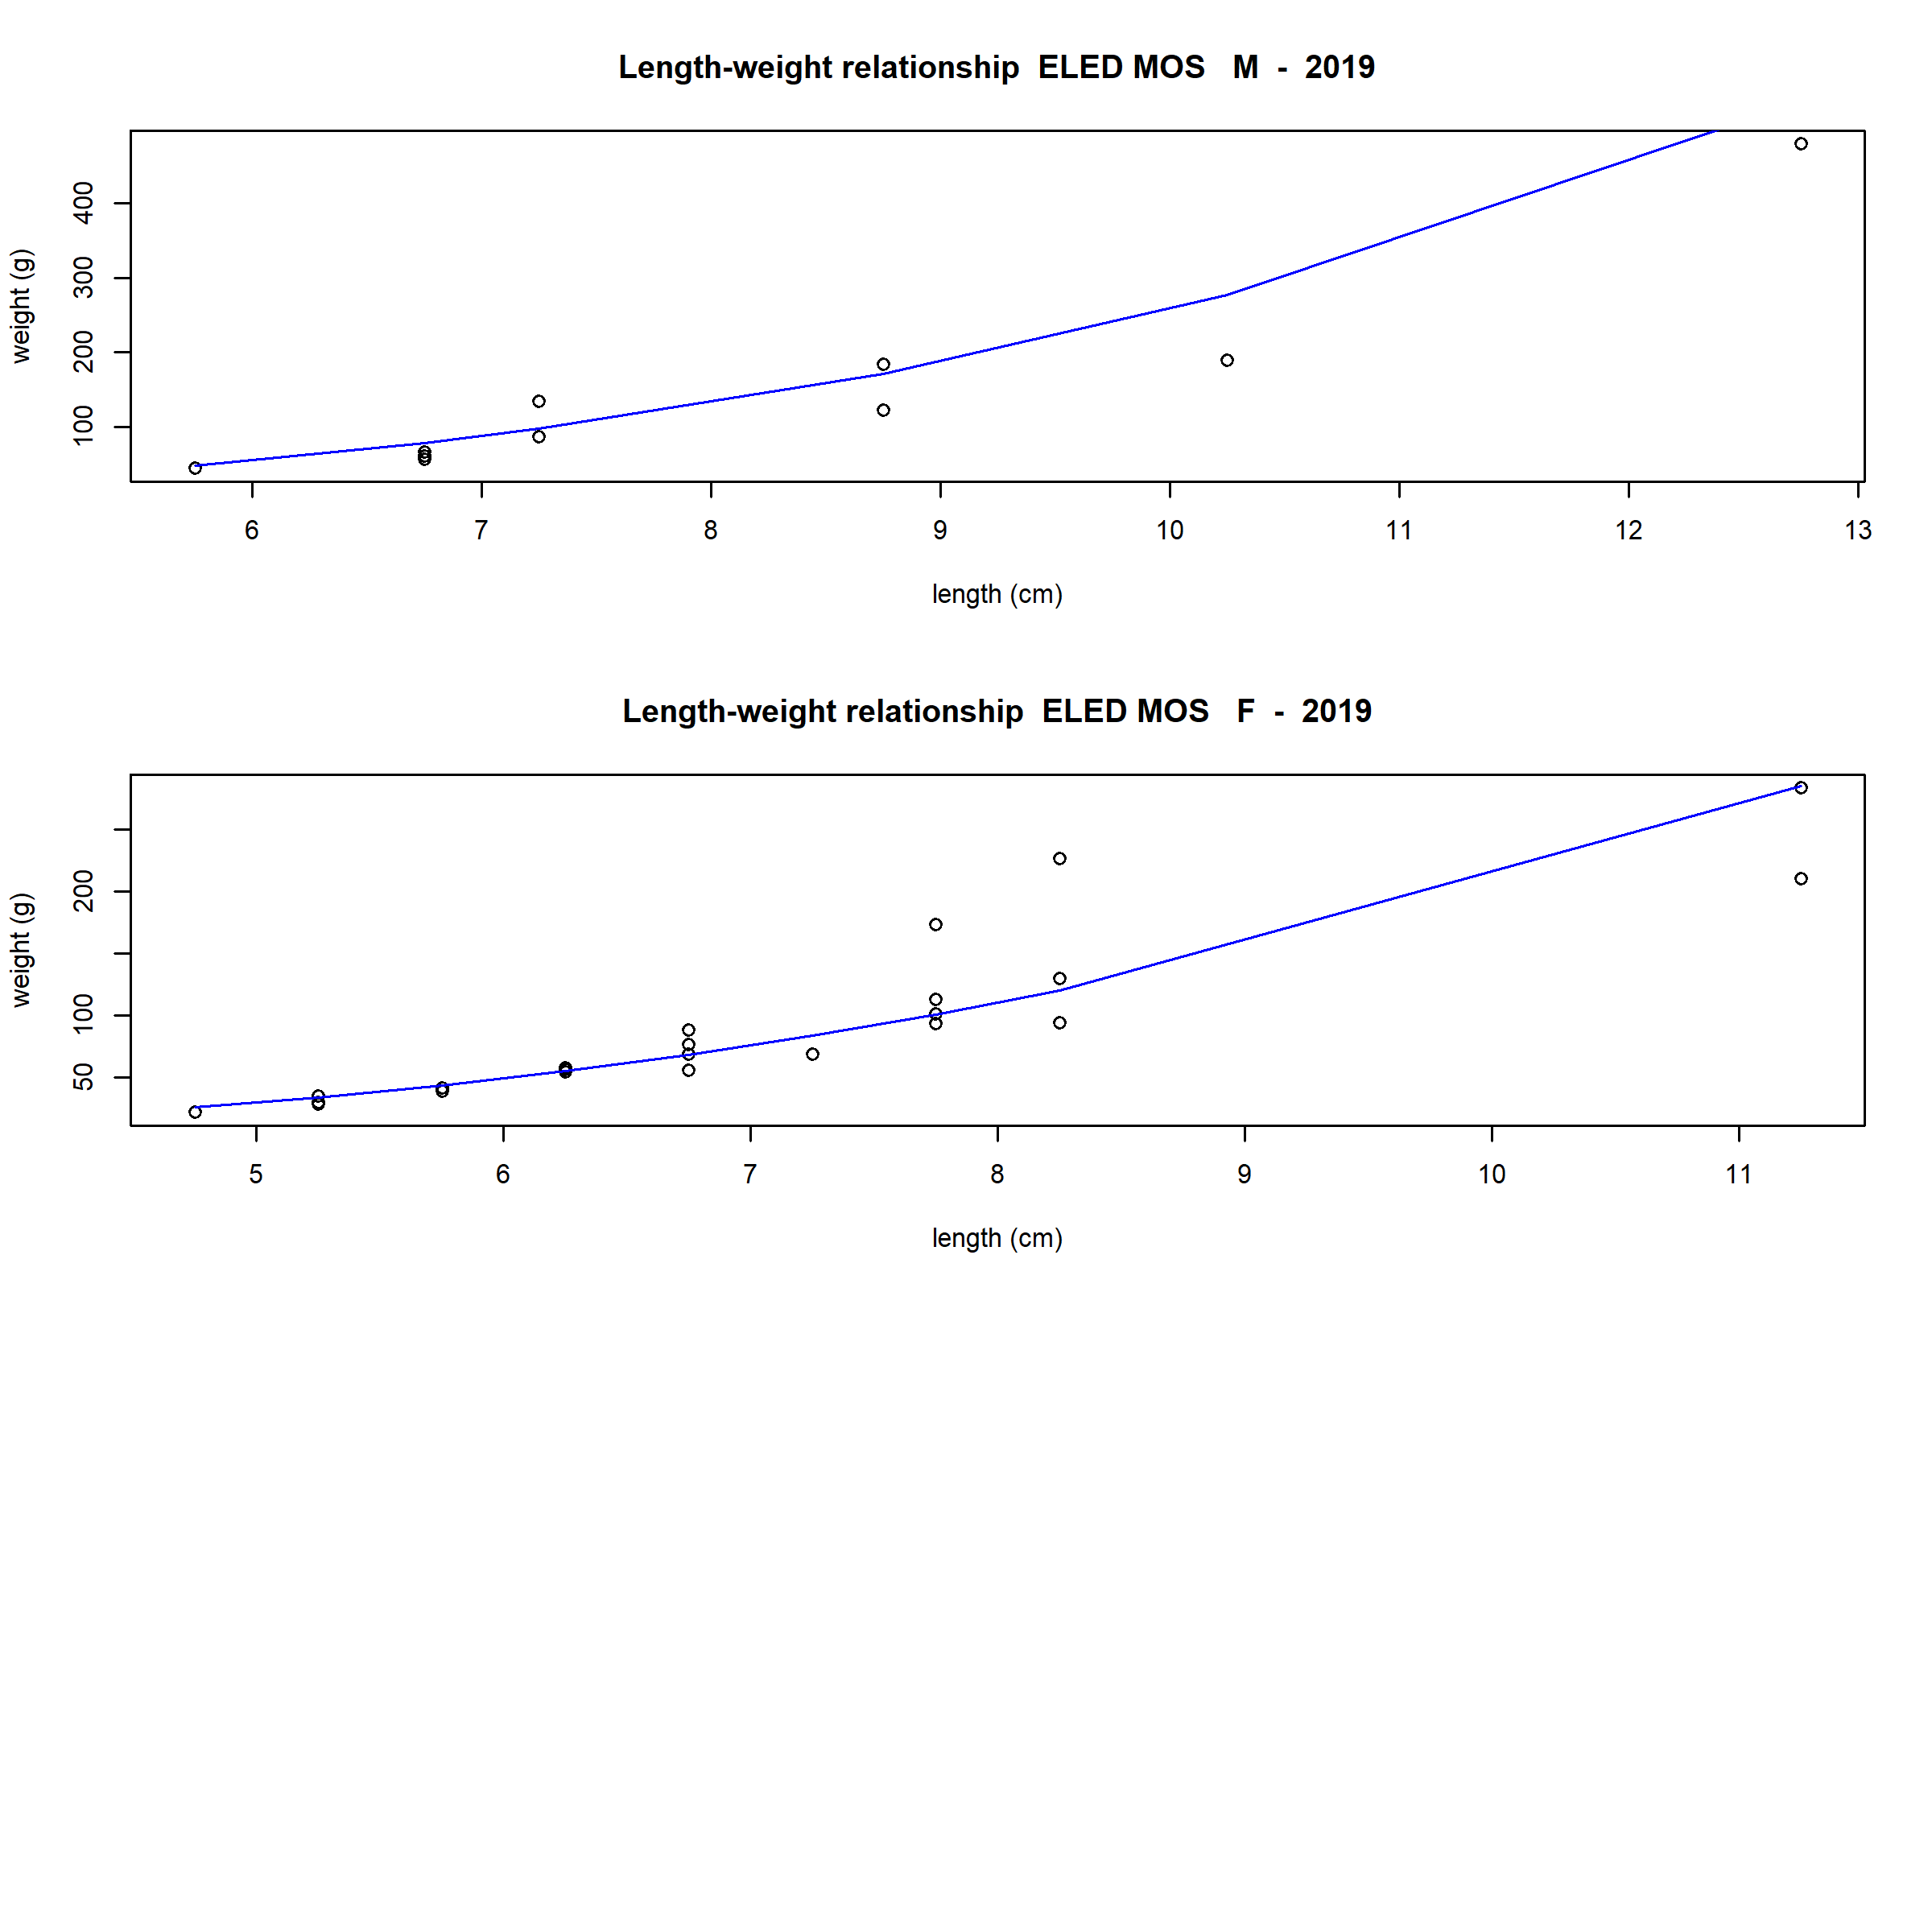 Length-weight relationship ELED MOS M - 2019
weight (g)
400
300
200
100
6 7 8 9 10 11 12 13
length (cm)
Length-weight relationship ELED MOS F - 2019
weight (g)
200
100
50
5 6 7 8 9 10 11
length (cm)